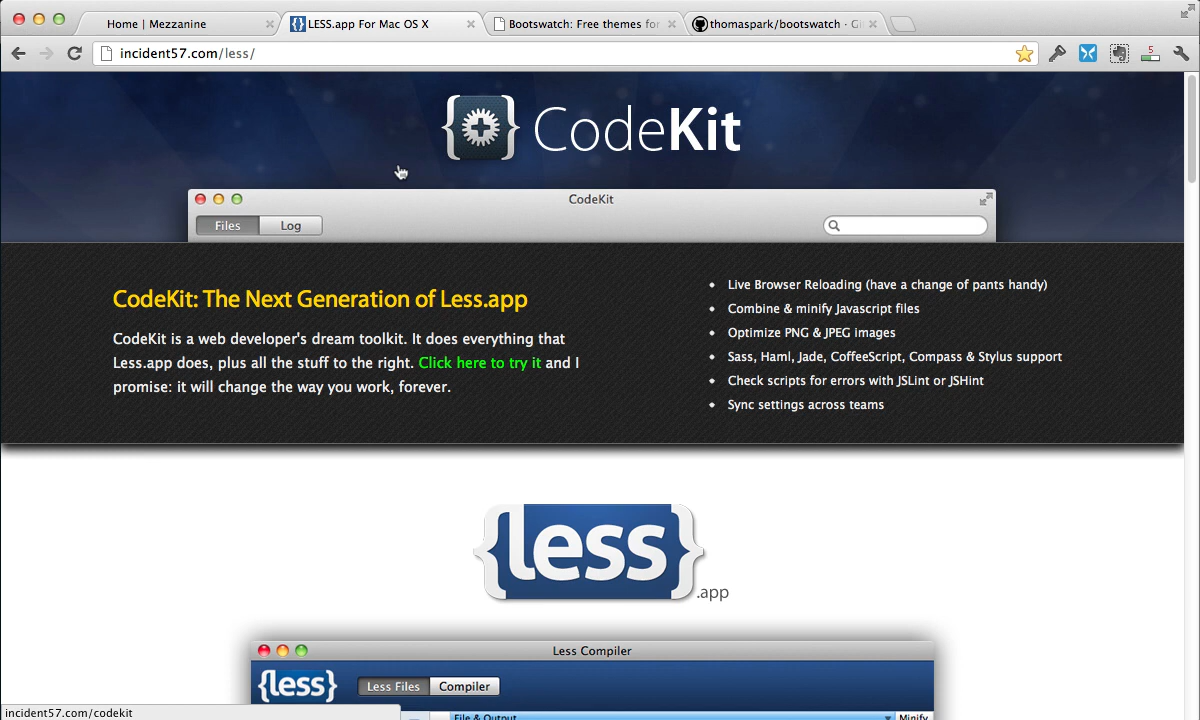 Home | Mezzanine
LESS.app For Mac OS X
Bootswatch: Free themes for
thomaspark/bootswatch · Gi
incident57.com/less/
5
CodeKit
CodeKit
Files
Log
CodeKit: The Next Generation of Less.app
CodeKit is a web developer's dream toolkit. It does everything that
Less.app does, plus all the stuff to the right. Click here to try it and I
promise: it will change the way you work, forever.
Live Browser Reloading (have a change of pants handy)
Combine & minify Javascript files
Optimize PNG & JPEG images
Sass, Haml, Jade, CoffeeScript, Compass & Stylus support
Check scripts for errors with JSLint or JSHint
Sync settings across teams
{less}
.app
Less Compiler
{less}
Less Files
Compiler
File & Output
Minify
incident57.com/codekit